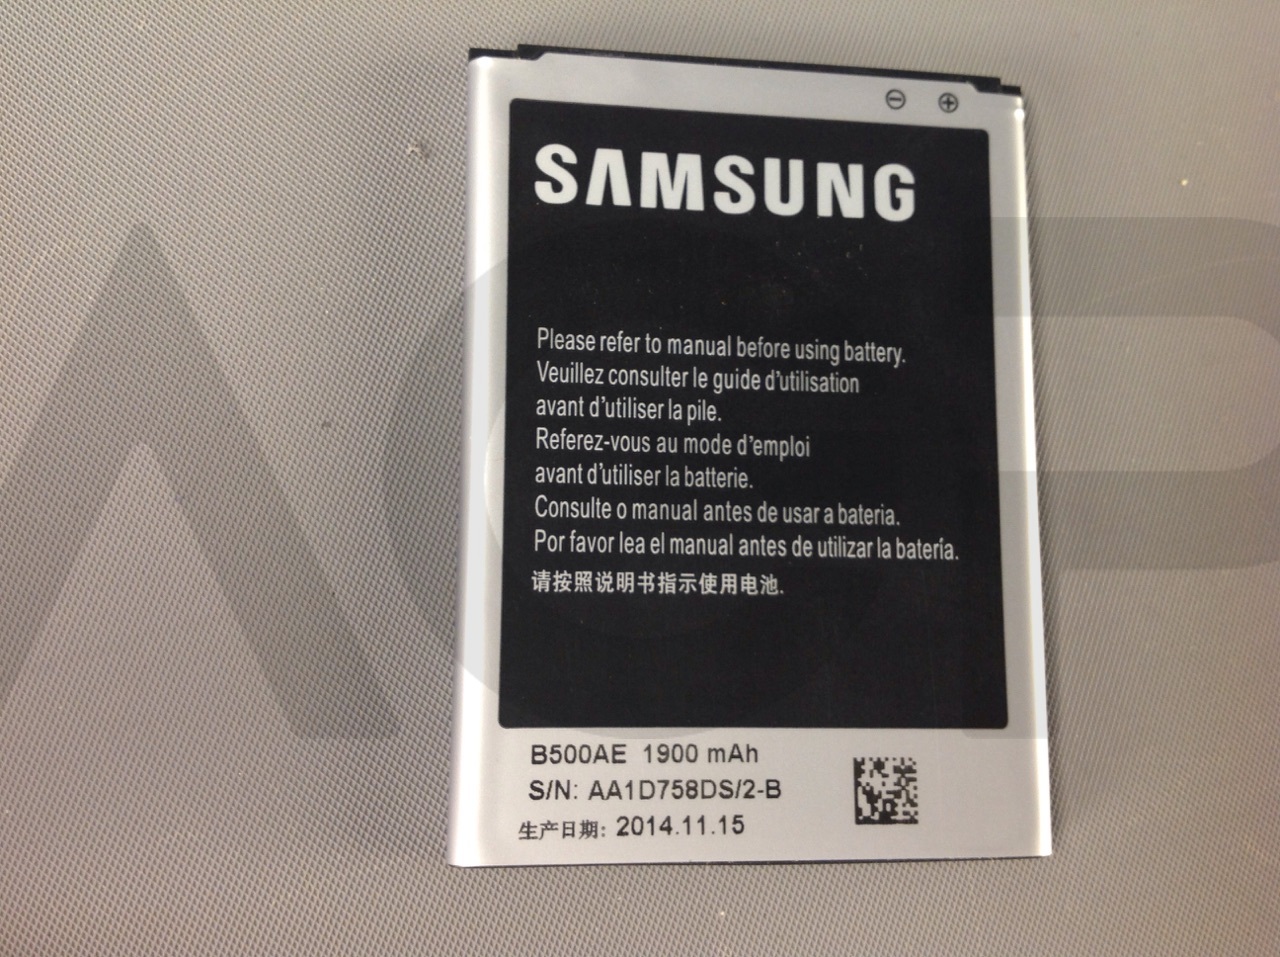 SAMSUNG
Please refer to manual before using battery.
Veuillez consulter le guide d'utilisation
avant d'utiliser la pile.
Referez-vous au mode d'emploi
avant d'utiliser la batterie.
Consulte o manual antes de usar a bateria.
Por favor lea el manual antes de utilizar la batería.
请按照说明书指示使用电池.
B500AE 1900 mAh
S/N: AA1D758DS/2-B
生产日期: 2014.11.15
ACP